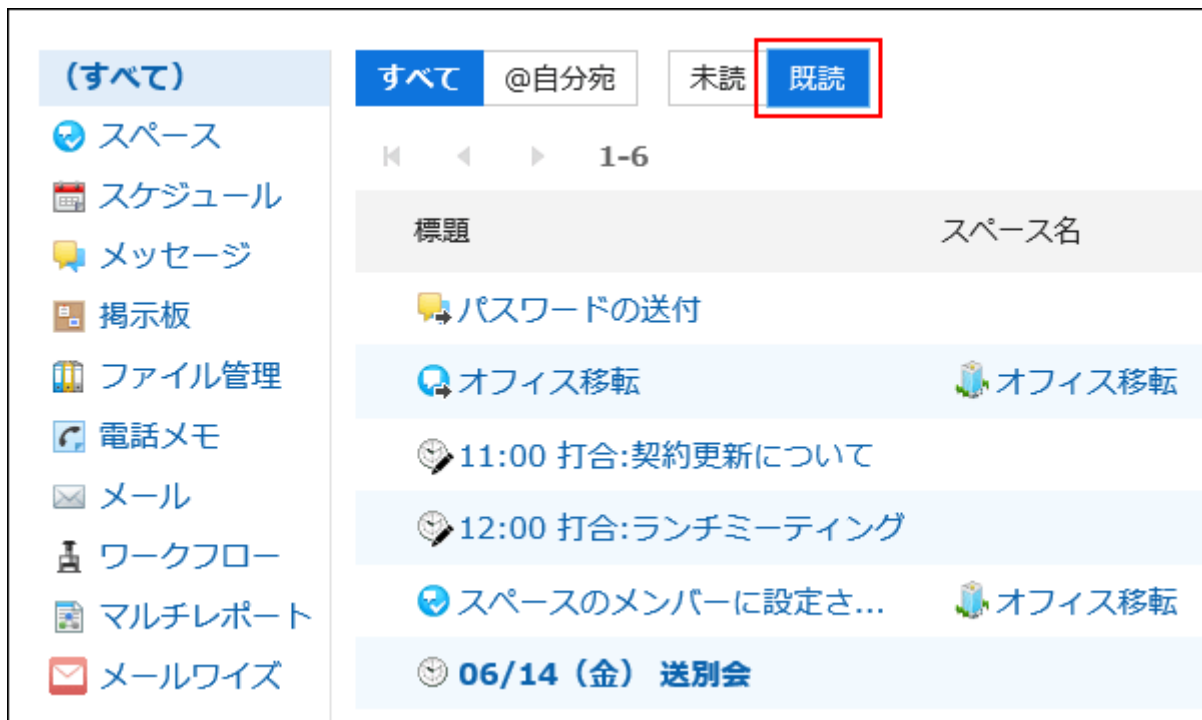 (すべて)
スペース
スケジュール
メッセージ
掲示板
ファイル管理
電話メモ
メール
ワークフロー
マルチレポート
メールワイズ
すべて @自分宛 未読 既読
1-6
標題 スペース名
パスワードの送付
オフィス移転 オフィス移転
11:00 打合:契約更新について
12:00 打合:ランチミーティング
スペースのメンバーに設定さ... オフィス移転
06/14（金） 送別会